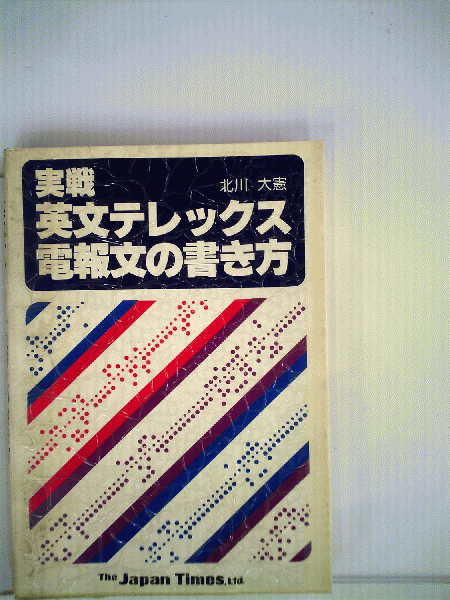 実戦
北川 大憲
英文テレックス
電報文の書き方
The Japan Times, Ltd.